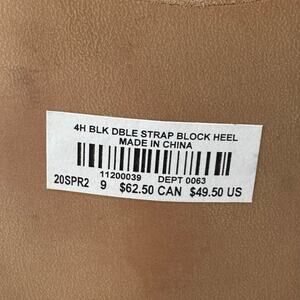 4H BLK DBLE STRAP BLOCK HEEL
MADE IN CHINA
11200039 DEPT 0063
20SPR2 9 $62.50 CAN $49.50 US